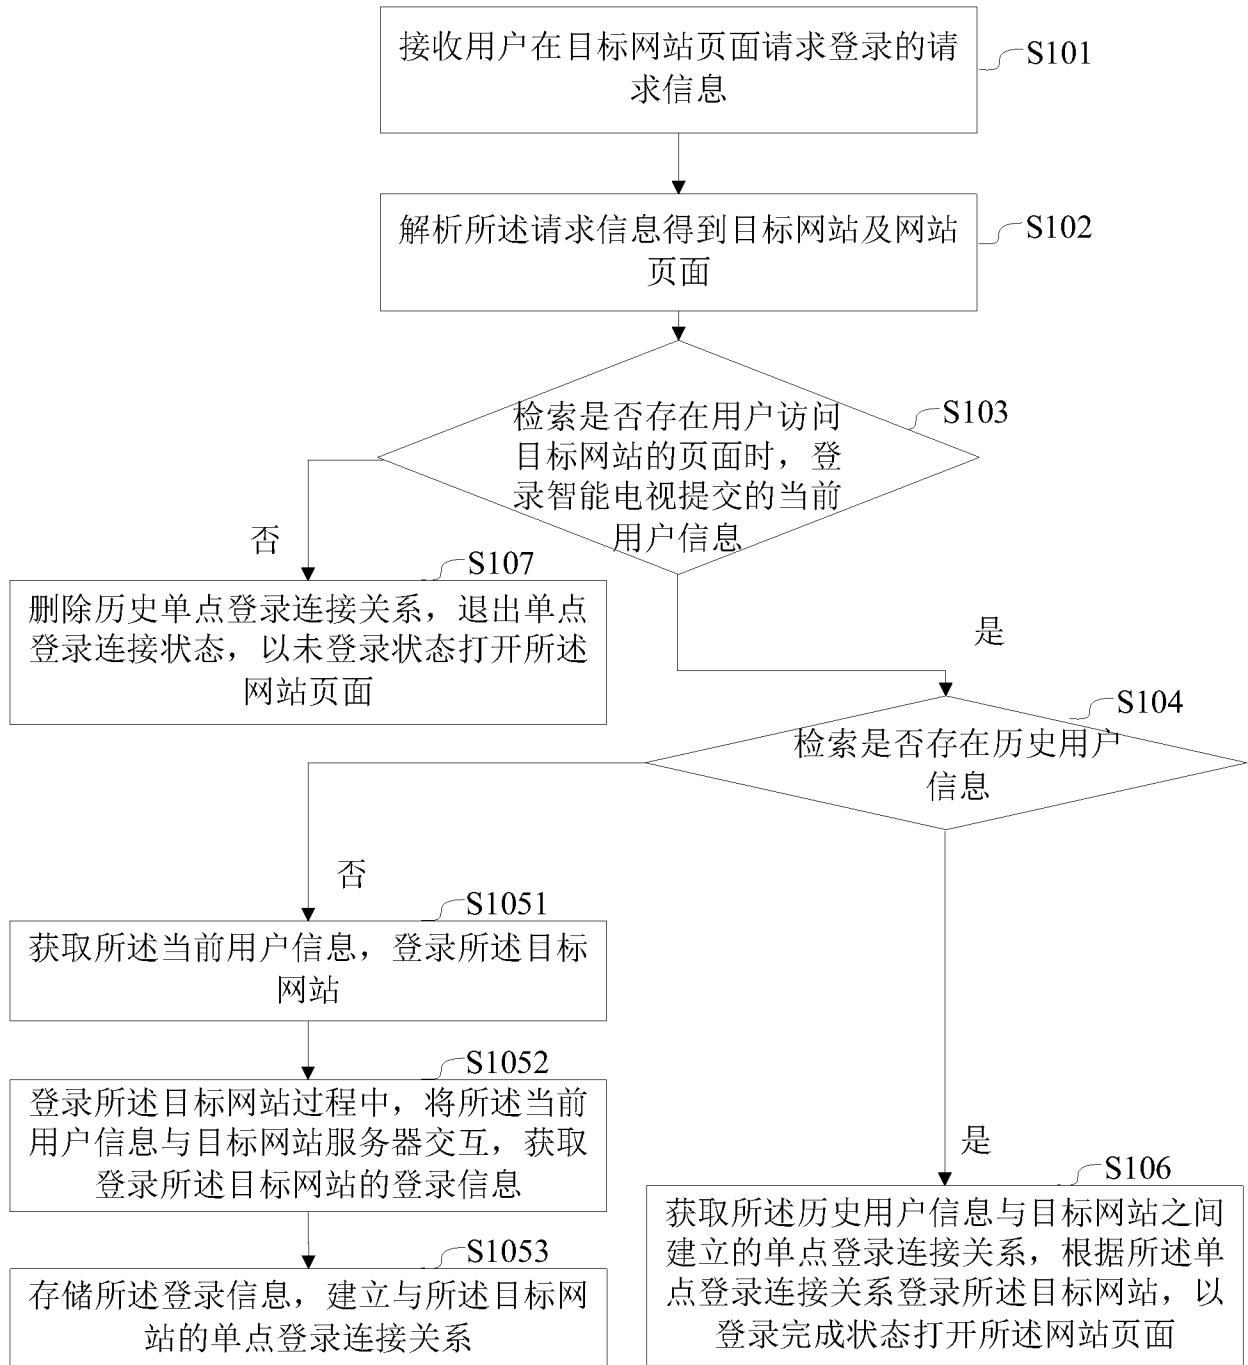 接收用户在目标网站页面请求登录的请
求信息
S101
解析所述请求信息得到目标网站及网站
页面
S102
检索是否存在用户访问
目标网站的页面时，登
录智能电视提交的当前
用户信息
S103
否
S107
删除历史单点登录连接关系，退出单点
登录连接状态，以未登录状态打开所述
网站页面
是
S104
检索是否存在历史用户
信息
否
S1051
获取所述当前用户信息，登录所述目标
网站
S1052
登录所述目标网站过程中，将所述当前
用户信息与目标网站服务器交互，获取
登录所述目标网站的登录信息
S1053
存储所述登录信息，建立与所述目标网
站的单点登录连接关系
是
S106
获取所述历史用户信息与目标网站之间
建立的单点登录连接关系，根据所述单
点登录连接关系登录所述目标网站，以
登录完成状态打开所述网站页面